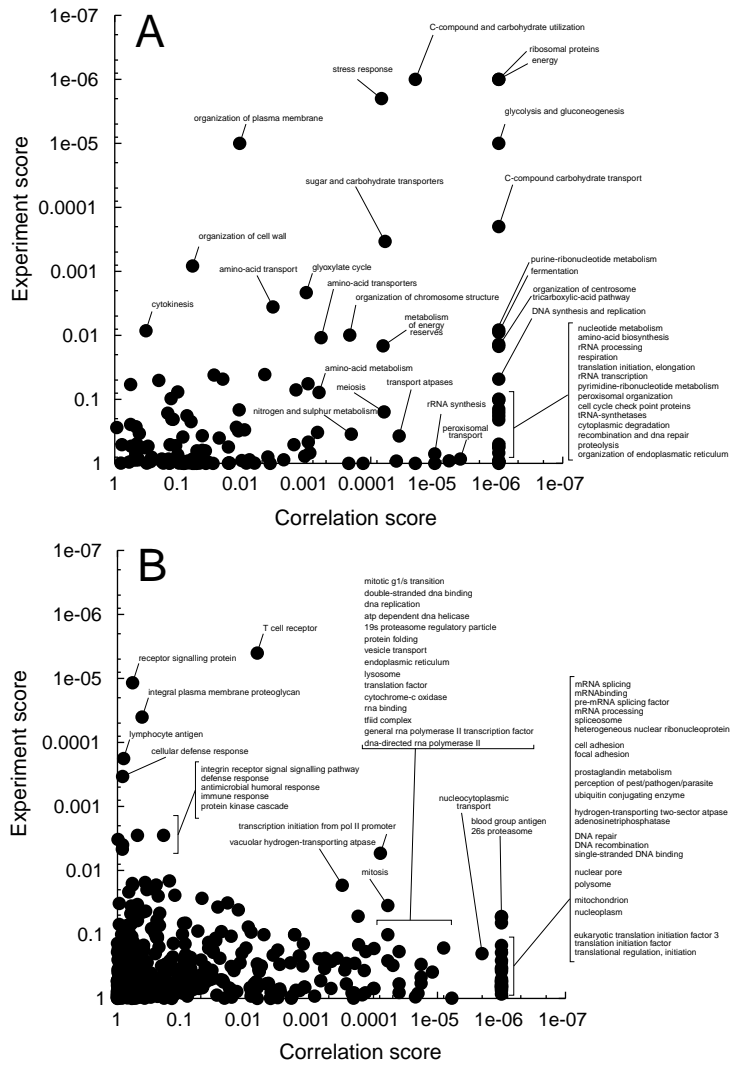 A
1e-07
1e-06
1e-05
0.0001
0.001
0.01
0.1
1
Experiment score
C-compound and carbohydrate utilization
ribosomal proteins
energy
stress response
glycolysis and gluconeogenesis
organization of plasma membrane
sugar and carbohydrate transporters
C-compound carbohydrate transport
organization of cell wall
amino-acid transport
glyoxylate cycle
purine-ribonucleotide metabolism
fermentation
amino-acid transporters
organization of centrosome
tricarboxylic-acid pathway
organization of chromosome structure
cytokinesis
DNA synthesis and replication
metabolism
of energy
reserves
nucleotide metabolism
amino-acid biosynthesis
rRNA processing
respiration
translation initiation, elongation
rRNA transcription
pyrimidine-ribonucleotide metabolism
peroxisomal organization
cell cycle check point proteins
tRNA-synthetases
cytoplasmic degradation
recombination and dna repair
proteolysis
organization of endoplasmatic reticulum
amino-acid metabolism
meiosis
transport atpases
nitrogen and sulphur metabolism
rRNA synthesis
peroxisomal
transport
1
0.1
0.01
0.001
0.0001
1e-05
1e-06
1e-07
Correlation score
B
1e-07
1e-06
1e-05
0.0001
0.001
0.01
0.1
1
Experiment score
mitotic g1/s transition
double-stranded dna binding
dna replication
atp dependent dna helicase
19s proteasome regulatory particle
protein folding
vesicle transport
endoplasmic reticulum
lysosome
translation factor
cytochrome-c oxidase
rna binding
tfiid complex
general rna polymerase II transcription factor
dna-directed rna polymerase II
T cell receptor
receptor signalling protein
integral plasma membrane proteoglycan
lymphocyte antigen
cellular defense response
integrin receptor signal signalling pathway
defense response
antimicrobial humoral response
immune response
protein kinase cascade
transcription initiation from pol II promoter
vacuolar hydrogen-transporting atpase
mitosis
nucleocytoplasmic
transport
blood group antigen
26s proteasome
mRNA splicing
mRNAbinding
pre-mRNA splicing factor
mRNA processing
spliceosome
heterogeneous nuclear ribonucleoprotein
cell adhesion
focal adhesion
prostaglandin metabolism
perception of pest/pathogen/parasite
ubiquitin conjugating enzyme
hydrogen-transporting two-sector atpase
adenosinetriphosphatase
DNA repair
DNA recombination
single-stranded DNA binding
nuclear pore
polysome
mitochondrion
nucleoplasm
eukaryotic translation initiation factor 3
translation initiation factor
translational regulation, initiation
1
0.1
0.01
0.001
0.0001
1e-05
1e-06
1e-07
Correlation score